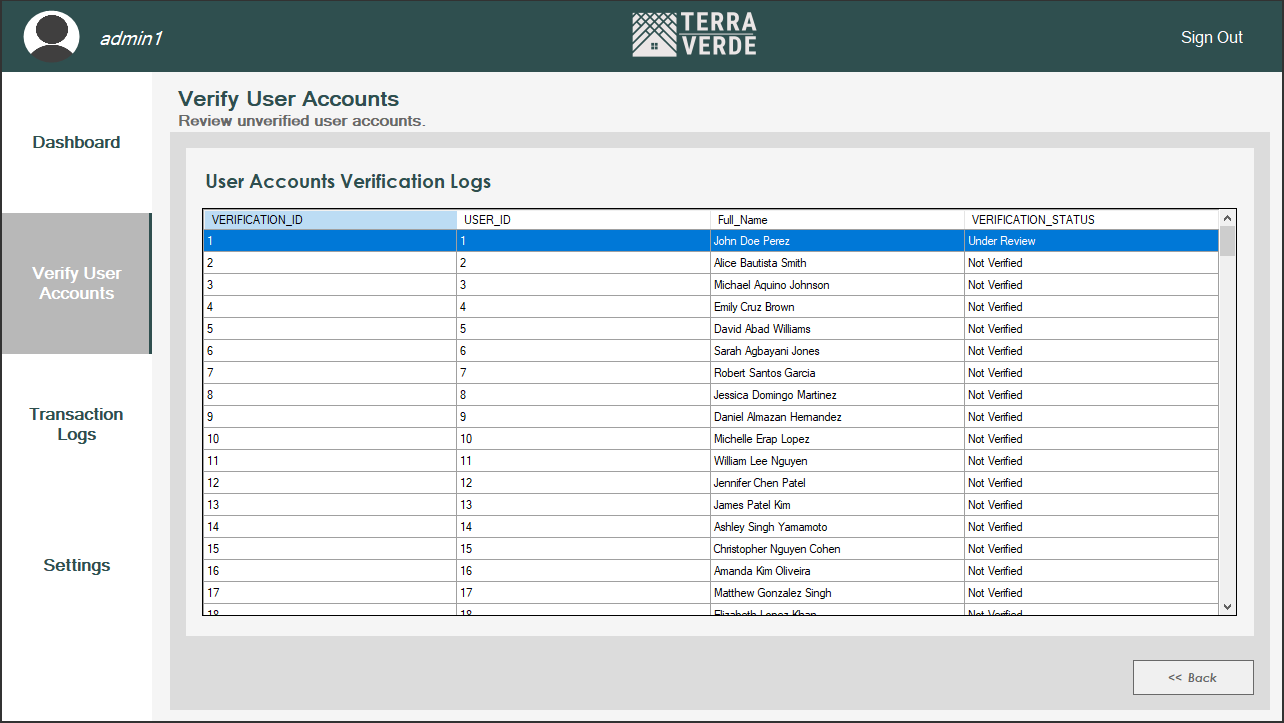 admin1
TERRA
VERDE
Sign Out
Dashboard
Verify User
Accounts
Transaction
Logs
Settings
Verify User Accounts
Review unverified user accounts.
User Accounts Verification Logs
VERIFICATION_ID USER_ID Full_Name VERIFICATION_STATUS
1 1 John Doe Perez Under Review
2 2 Alice Bautista Smith Not Verified
3 3 Michael Aquino Johnson Not Verified
4 4 Emily Cruz Brown Not Verified
5 5 David Abad Williams Not Verified
6 6 Sarah Agbayani Jones Not Verified
7 7 Robert Santos Garcia Not Verified
8 8 Jessica Domingo Martinez Not Verified
9 9 Daniel Almazan Hernandez Not Verified
10 10 Michelle Erap Lopez Not Verified
11 11 William Lee Nguyen Not Verified
12 12 Jennifer Chen Patel Not Verified
13 13 James Patel Kim Not Verified
14 14 Ashley Singh Yamamoto Not Verified
15 15 Christopher Nguyen Cohen Not Verified
16 16 Amanda Kim Oliveira Not Verified
17 17 Matthew Gonzalez Singh Not Verified
18 18 Elizabeth Lopez Khan Not Verified
<< Back